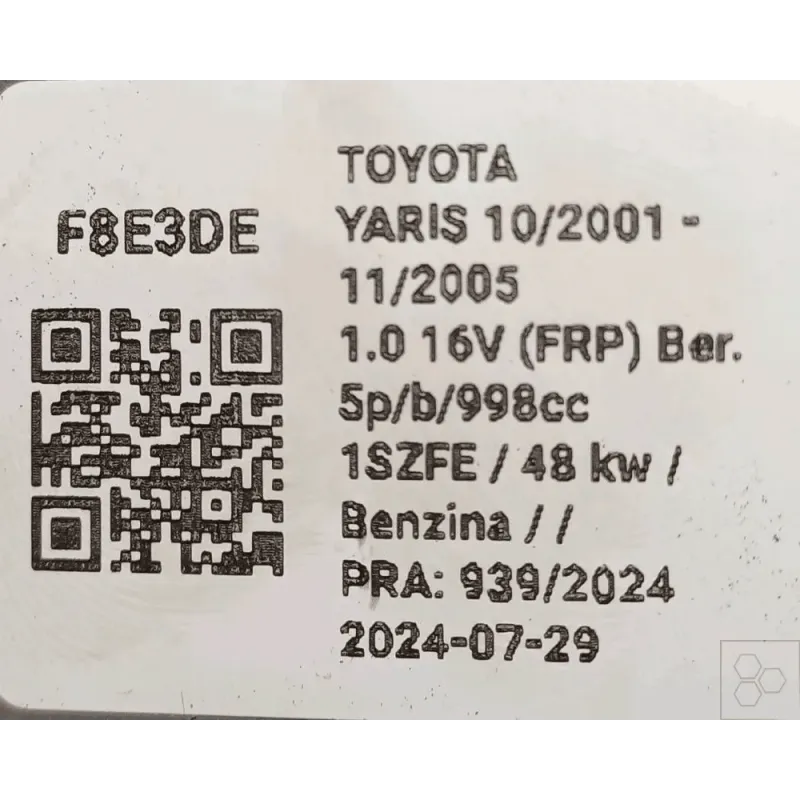 F8E3DE
TOYOTA
YARIS 10/2001 -
11/2005
1.0 16V (FRP) Ber.
5p/b/998cc
1SZFE / 48 kw /
Benzina / /
PRA: 939/2024
2024-07-29